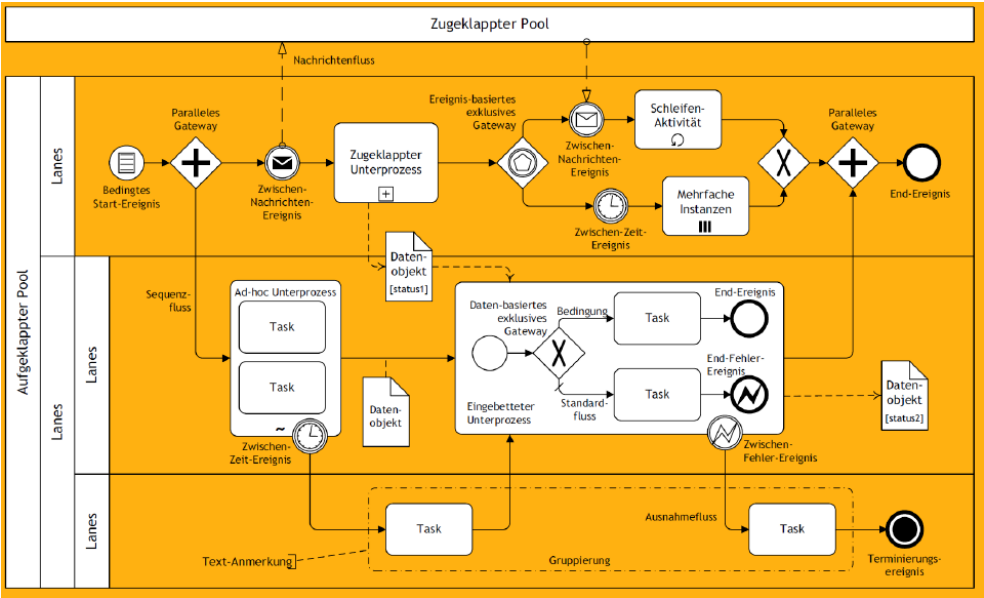 Zugeklappter Pool
Nachrichtenfluss
Aufgeklappter Pool
Lanes
Paralleles
Gateway
Ereignis-basiertes
exklusives
Gateway
Schleifen-
Aktivität
Paralleles
Gateway
Zugeklappter
Unterprozess
Bedingtes
Start-Ereignis
Zwischen-
Nachrichten-
Ereignis
Zwischen-
Nachrichten-
Ereignis
Mehrfache
Instanzen
End-Ereignis
Zwischen-Zeit-
Ereignis
Lanes
Lanes
Sequenz-
fluss
Ad-hoc Unterprozess
Task
Task
~
Zwischen-
Zeit-Ereignis
Daten-
objekt
[status1]
Daten-
objekt
Daten-basiertes
exklusives
Gateway
Bedingung
Task
End-Ereignis
End-Fehler-
Ereignis
Standard-
fluss
Task
Eingebetteter
Unterprozess
Zwischen-
Fehler-Ereignis
Daten-
objekt
[status2]
Lanes
Task
Ausnahmefluss
Task
Text-Anmerkung
Gruppierung
Terminierungs-
ereignis